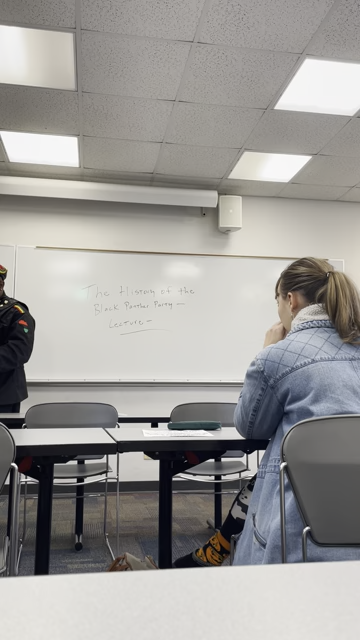 The History of the
Black Panther Party —
Lecture —